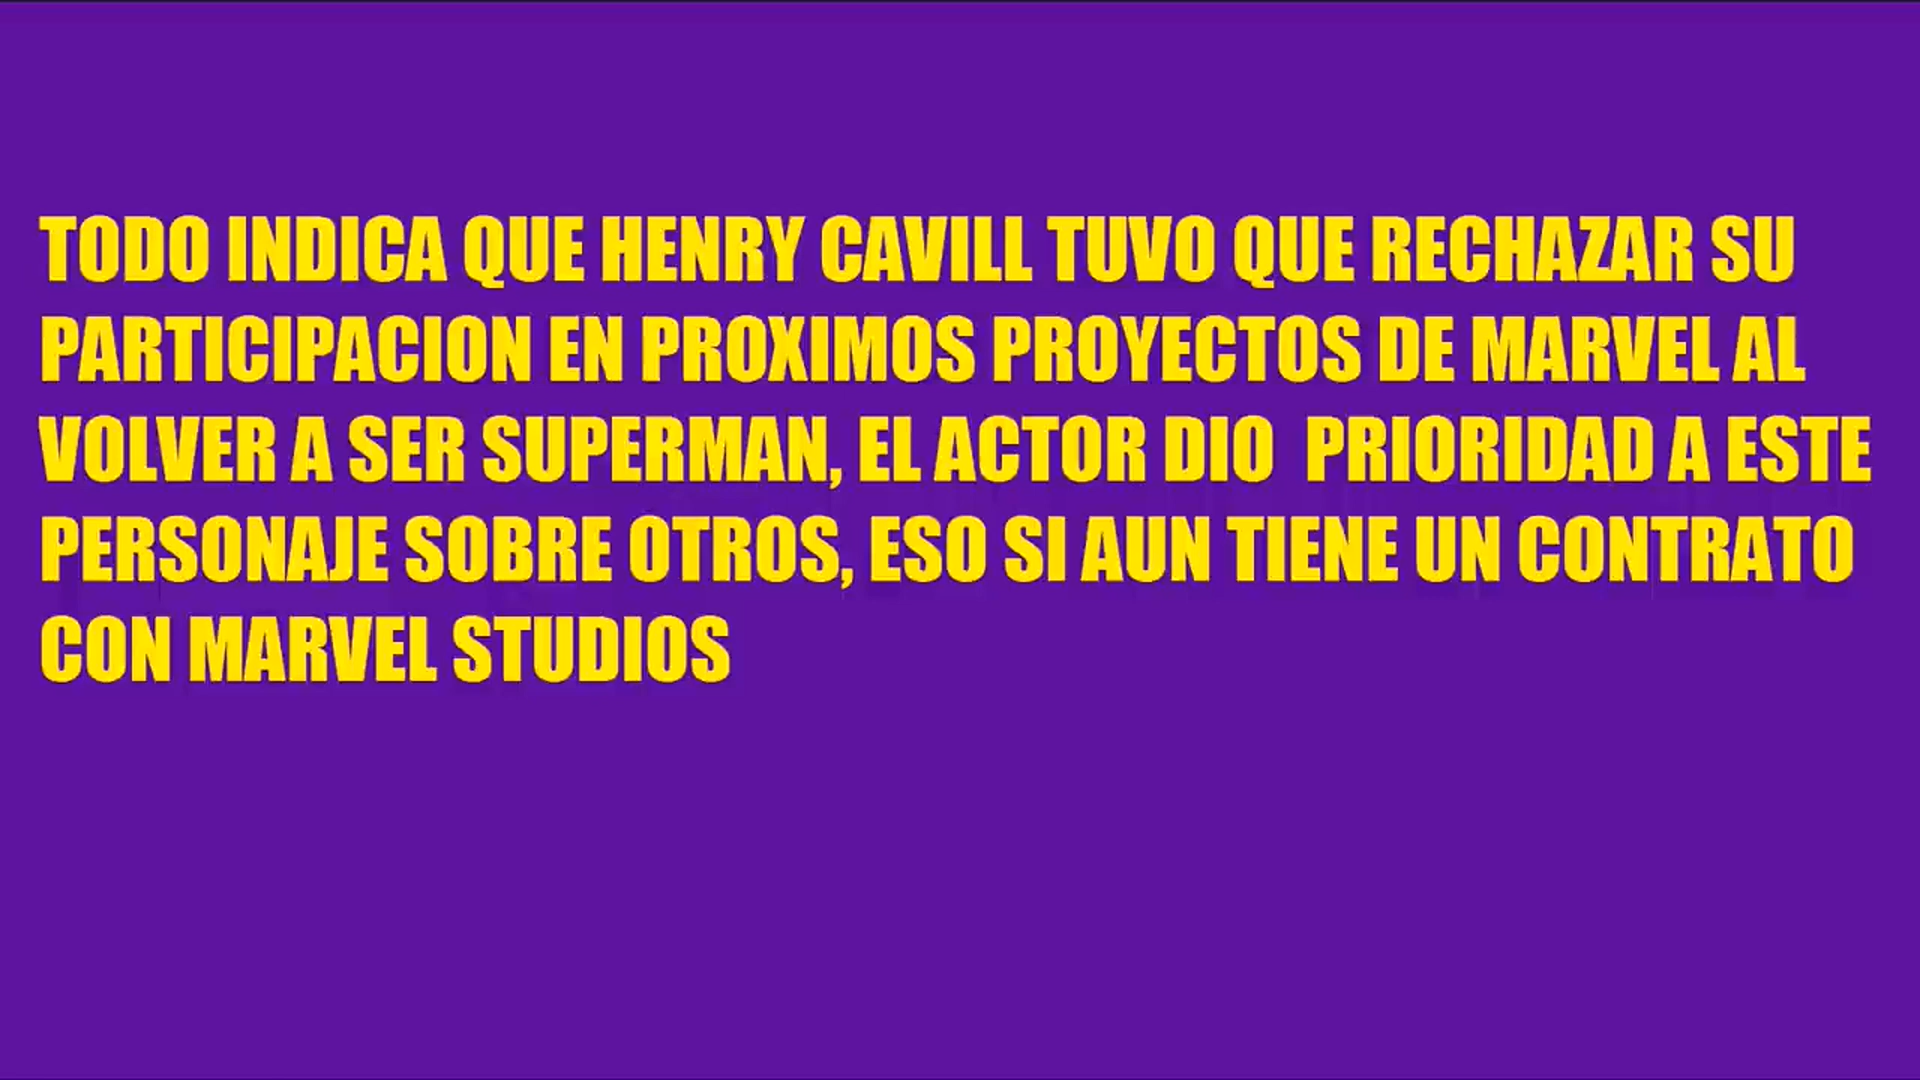 TODO INDICA QUE HENRY CAVILL TUVO QUE RECHAZAR SU
PARTICIPACION EN PROXIMOS PROYECTOS DE MARVEL AL
VOLVER A SER SUPERMAN, EL ACTOR DIO  PRIORIDAD A ESTE
PERSONAJE SOBRE OTROS, ESO SI AUN TIENE UN CONTRATO
CON MARVEL STUDIOS